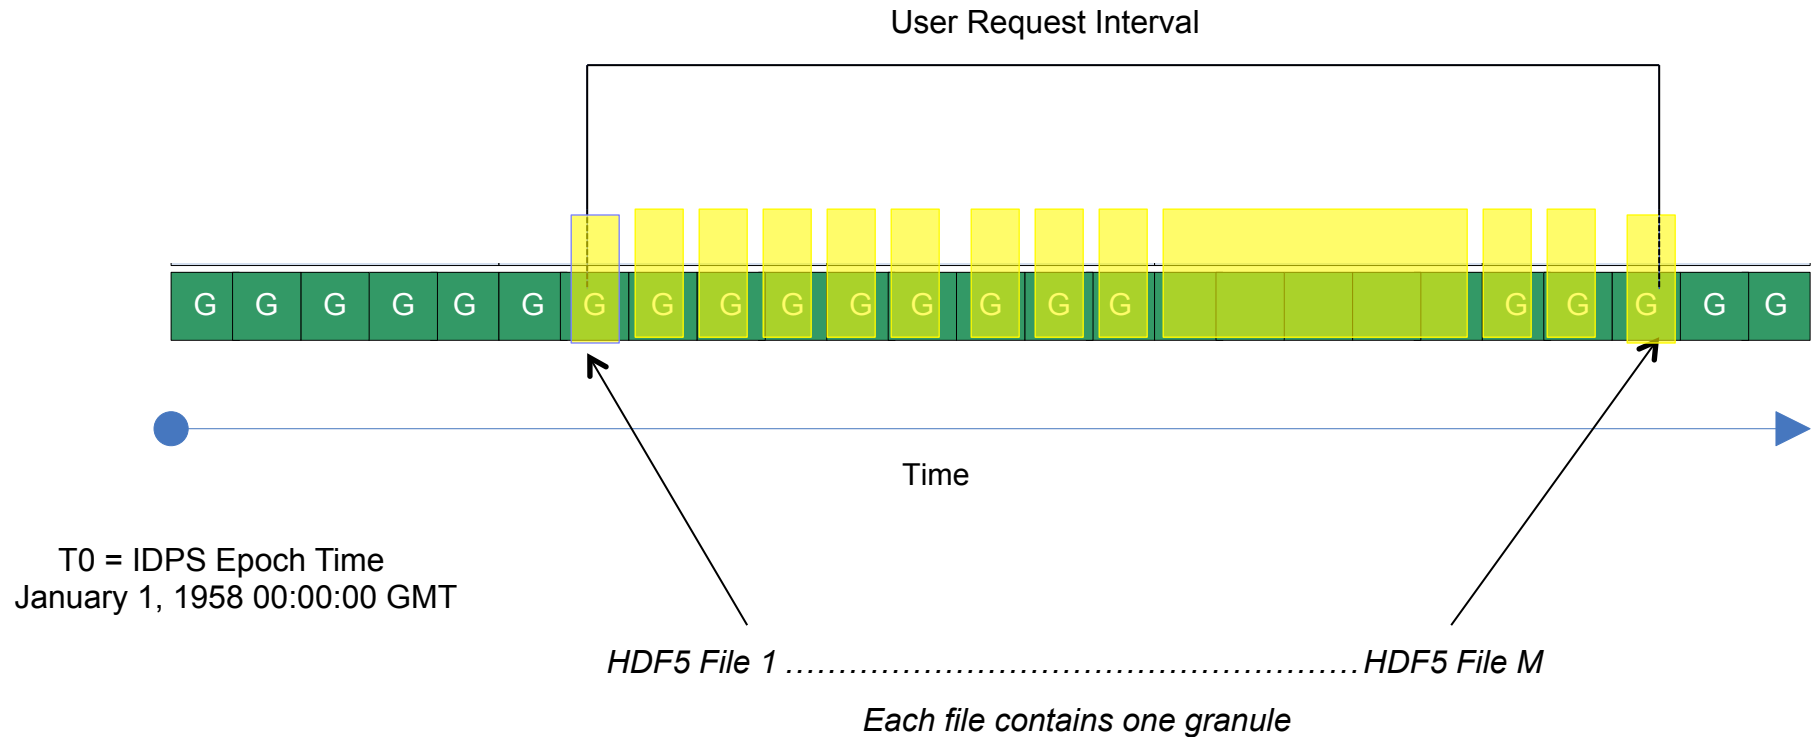 User Request Interval
G G G G G G G G G G G G G G G G G G G G
Time
T0 = IDPS Epoch Time
January 1, 1958 00:00:00 GMT
HDF5 File 1 ......................................................HDF5 File M
Each file contains one granule